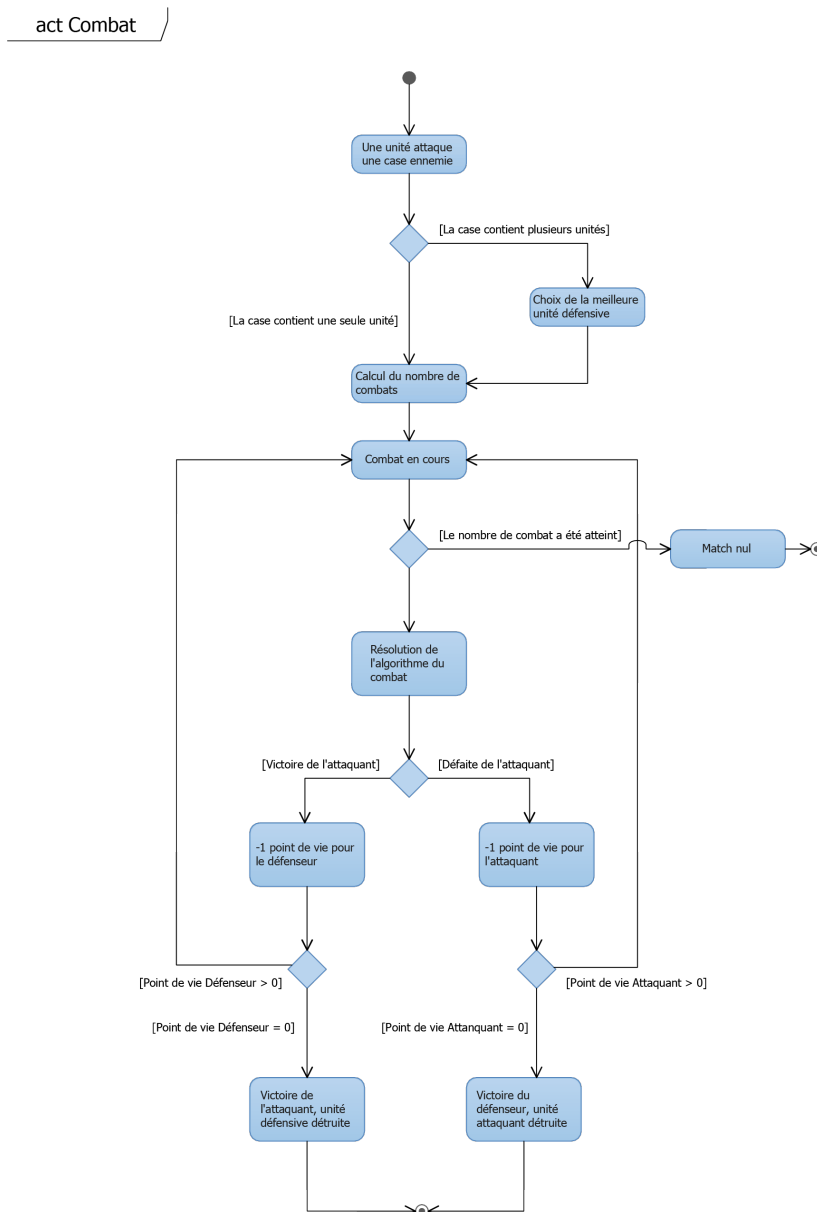 act Combat
Une unité attaque
une case ennemie
[La case contient plusieurs unités]
Choix de la meilleure
unité défensive
[La case contient une seule unité]
Calcul du nombre de
combats
Combat en cours
[Le nombre de combat a été atteint]
Match nul
Résolution de
l'algorithme du
combat
[Victoire de l'attaquant]
[Défaite de l'attaquant]
-1 point de vie pour
le défenseur
-1 point de vie pour
l'attaquant
[Point de vie Défenseur > 0]
[Point de vie Attaquant > 0]
[Point de vie Défenseur = 0]
[Point de vie Attanquant = 0]
Victoire de
l'attaquant, unité
défensive détruite
Victoire du
défenseur, unité
attaquant détruite